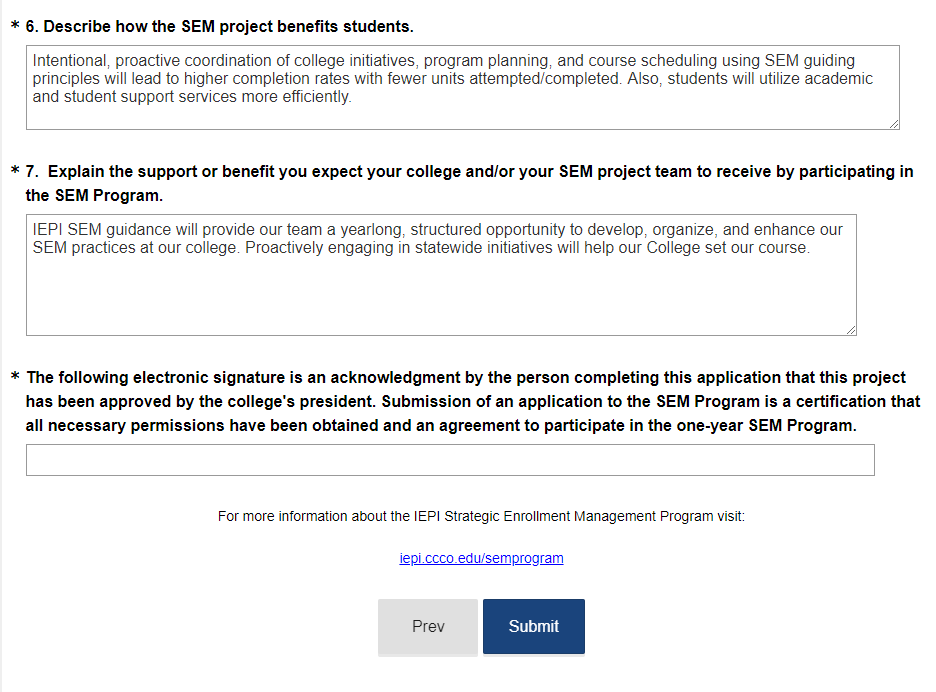 * 6. Describe how the SEM project benefits students.
Intentional, proactive coordination of college initiatives, program planning, and course scheduling using SEM guiding
principles will lead to higher completion rates with fewer units attempted/completed. Also, students will utilize academic
and student support services more efficiently.
* 7. Explain the support or benefit you expect your college and/or your SEM project team to receive by participating in
the SEM Program.
IEPI SEM guidance will provide our team a yearlong, structured opportunity to develop, organize, and enhance our
SEM practices at our college. Proactively engaging in statewide initiatives will help our College set our course.
* The following electronic signature is an acknowledgment by the person completing this application that this project
has been approved by the college's president. Submission of an application to the SEM Program is a certification that
all necessary permissions have been obtained and an agreement to participate in the one-year SEM Program.
For more information about the IEPI Strategic Enrollment Management Program visit:
iepi.ccco.edu/semprogram
Prev Submit